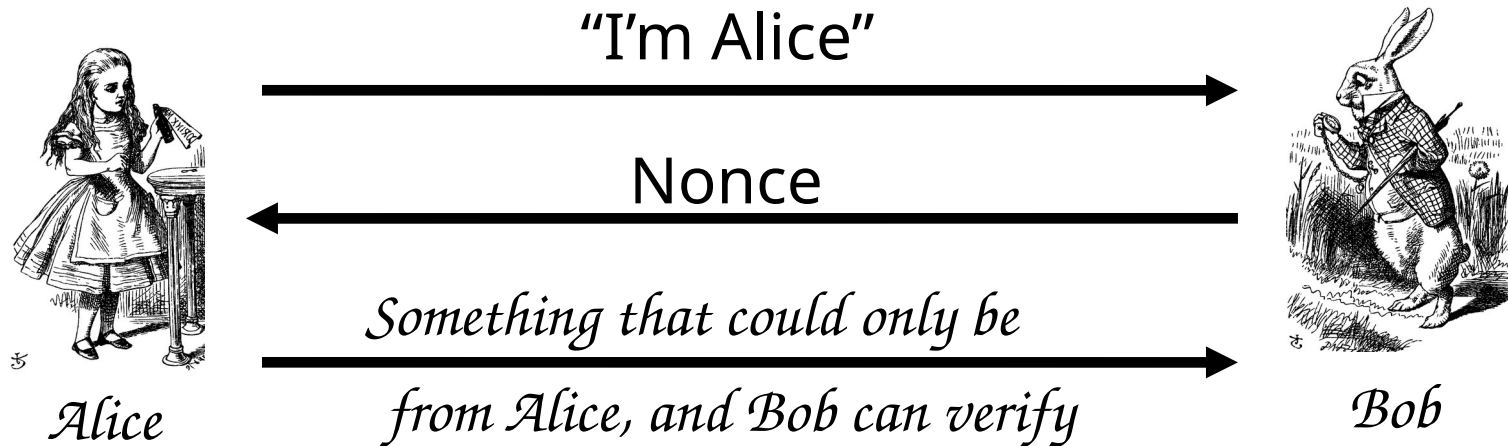 “I’m Alice”
Nonce
Something that could only be
from Alice, and Bob can verify
Alice
Bob